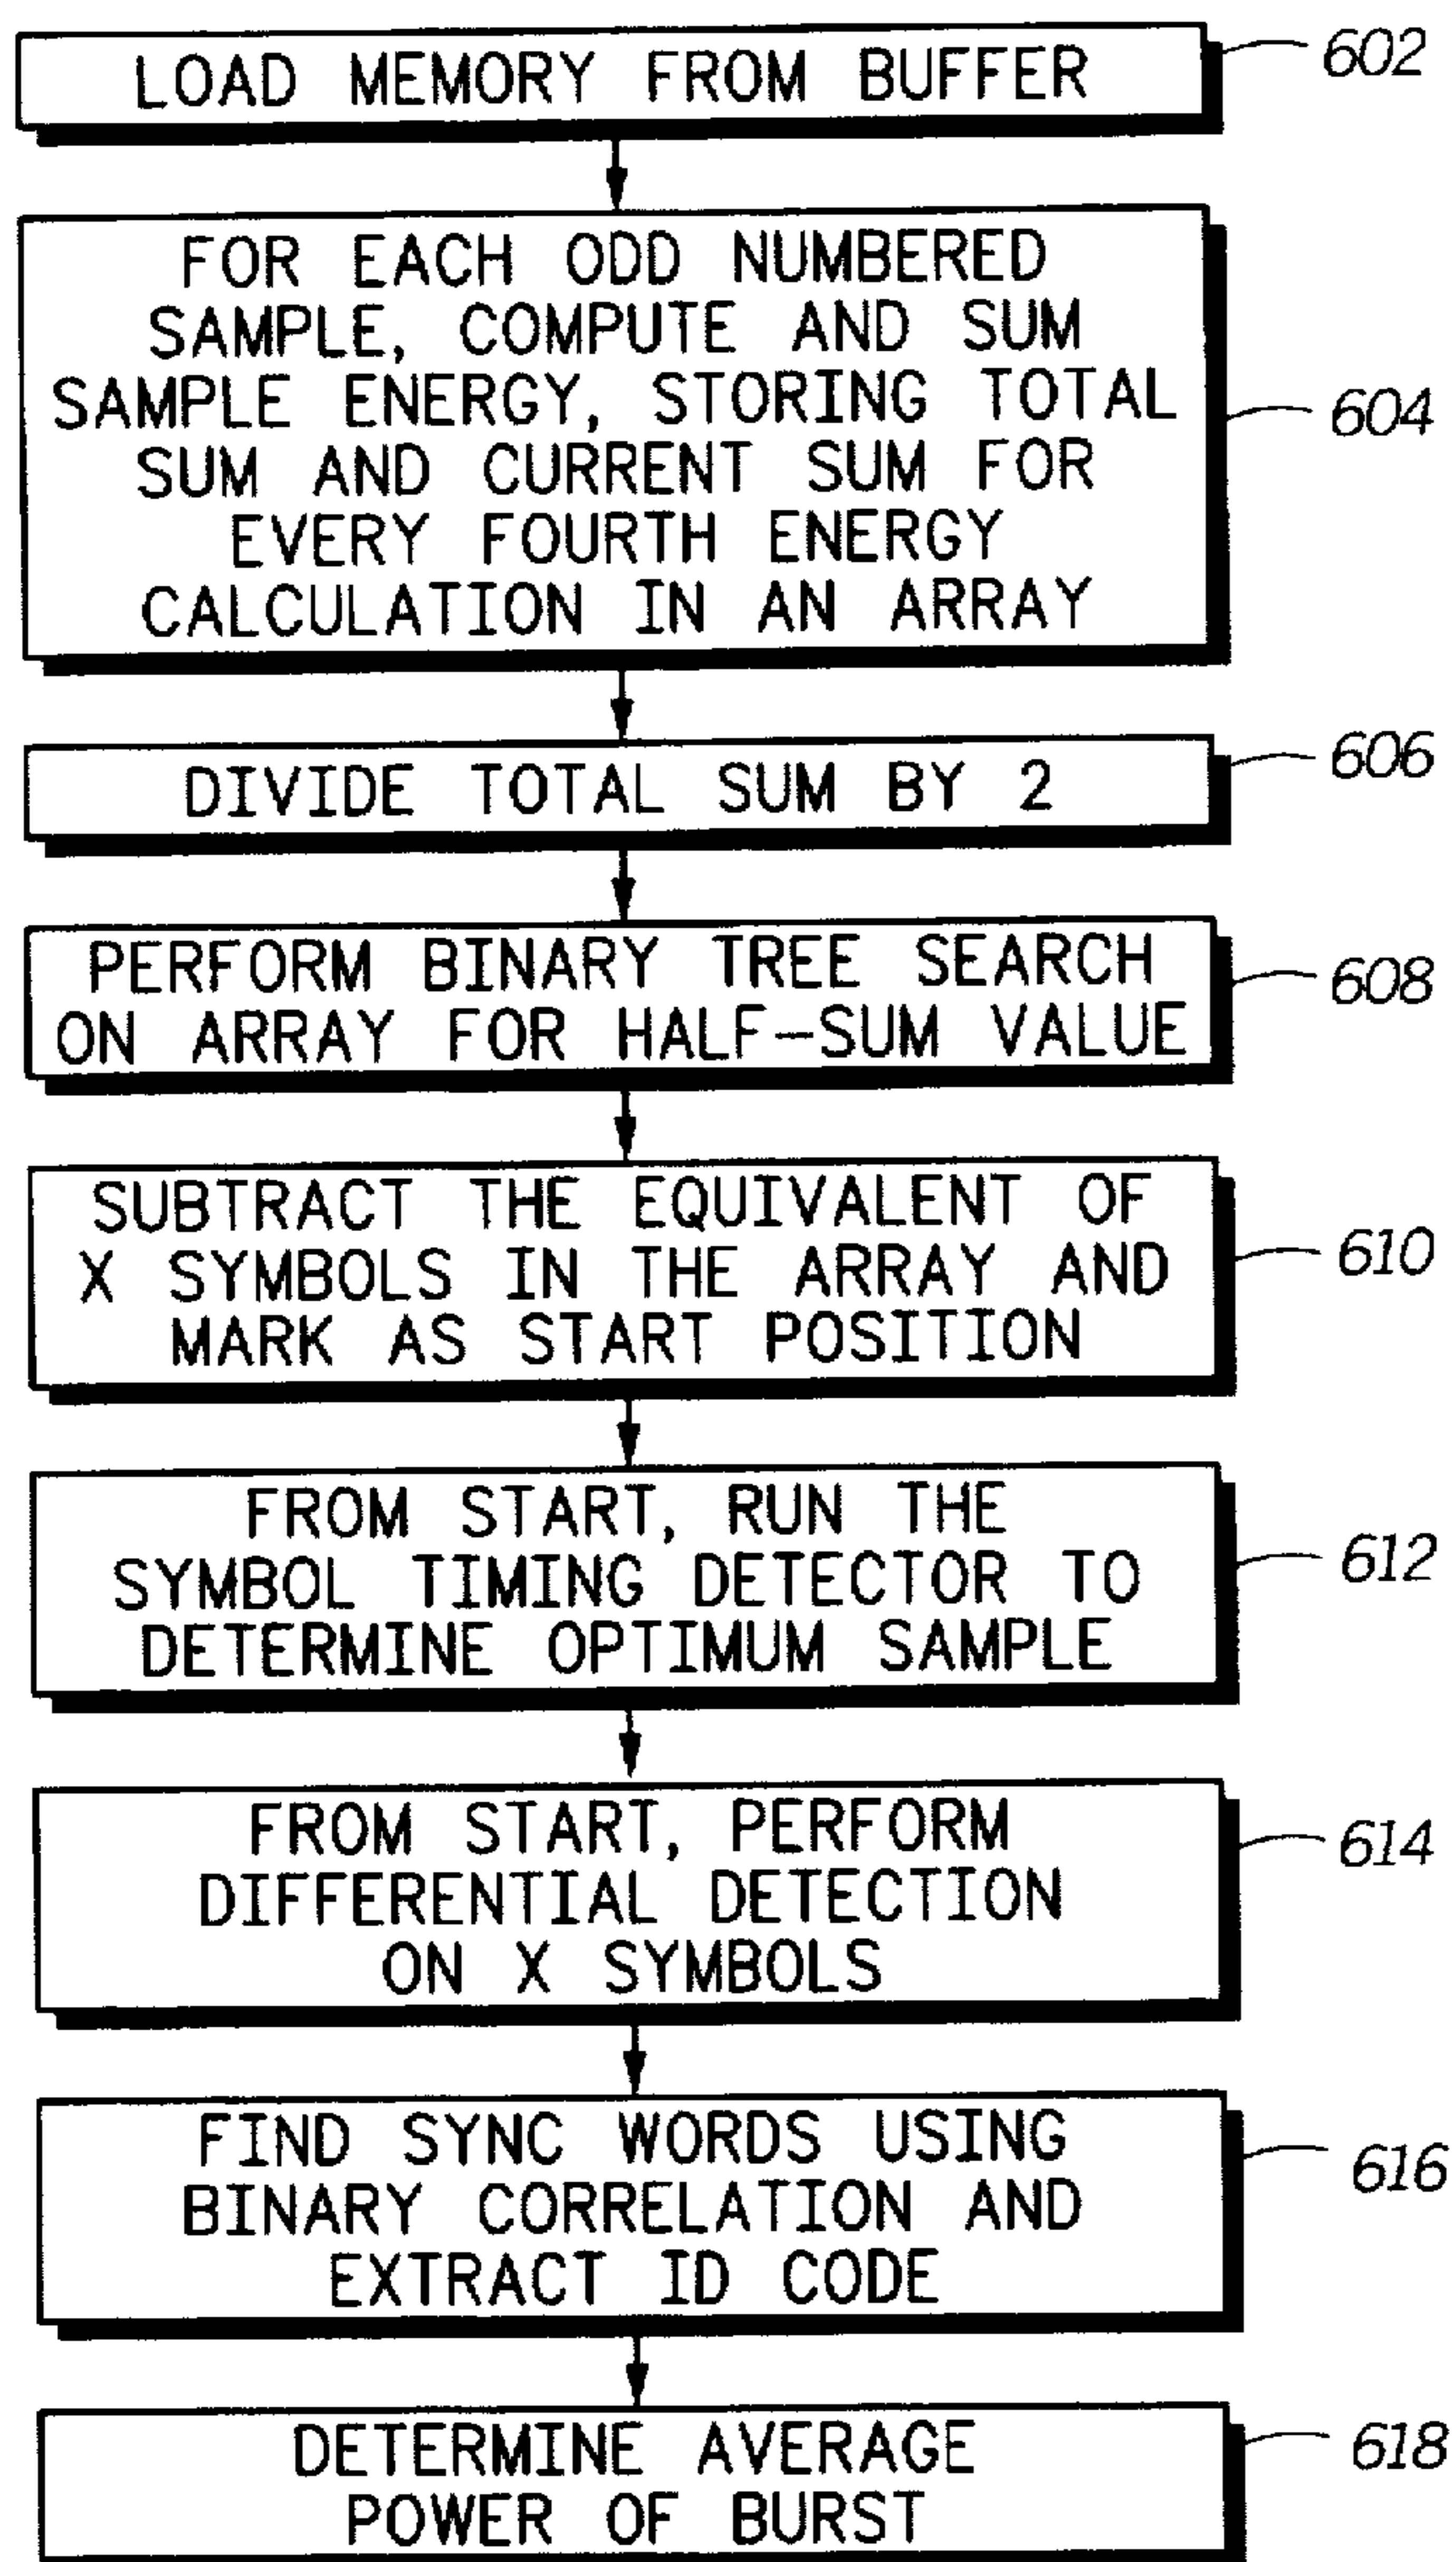 LOAD MEMORY FROM BUFFER
602
FOR EACH ODD NUMBERED
SAMPLE, COMPUTE AND SUM
SAMPLE ENERGY, STORING TOTAL
SUM AND CURRENT SUM FOR
EVERY FOURTH ENERGY
CALCULATION IN AN ARRAY
604
DIVIDE TOTAL SUM BY 2
606
PERFORM BINARY TREE SEARCH
ON ARRAY FOR HALF-SUM VALUE
608
SUBTRACT THE EQUIVALENT OF
X SYMBOLS IN THE ARRAY AND
MARK AS START POSITION
610
FROM START, RUN THE
SYMBOL TIMING DETECTOR TO
DETERMINE OPTIMUM SAMPLE
612
FROM START, PERFORM
DIFFERENTIAL DETECTION
ON X SYMBOLS
614
FIND SYNC WORDS USING
BINARY CORRELATION AND
EXTRACT ID CODE
616
DETERMINE AVERAGE
POWER OF BURST
618